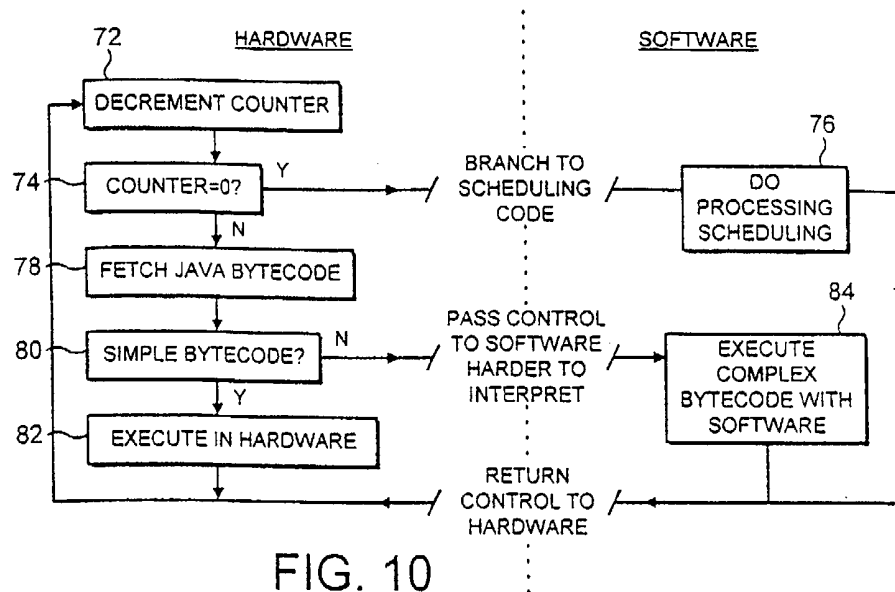 HARDWARE
SOFTWARE
72
DECREMENT COUNTER
74
COUNTER=0?
Y
BRANCH TO
SCHEDULING
CODE
76
DO
PROCESSING
SCHEDULING
N
78
FETCH JAVA BYTECODE
80
SIMPLE BYTECODE?
N
PASS CONTROL
TO SOFTWARE
HARDER TO
INTERPRET
84
EXECUTE
COMPLEX
BYTECODE WITH
SOFTWARE
Y
82
EXECUTE IN HARDWARE
RETURN
CONTROL TO
HARDWARE
FIG. 10